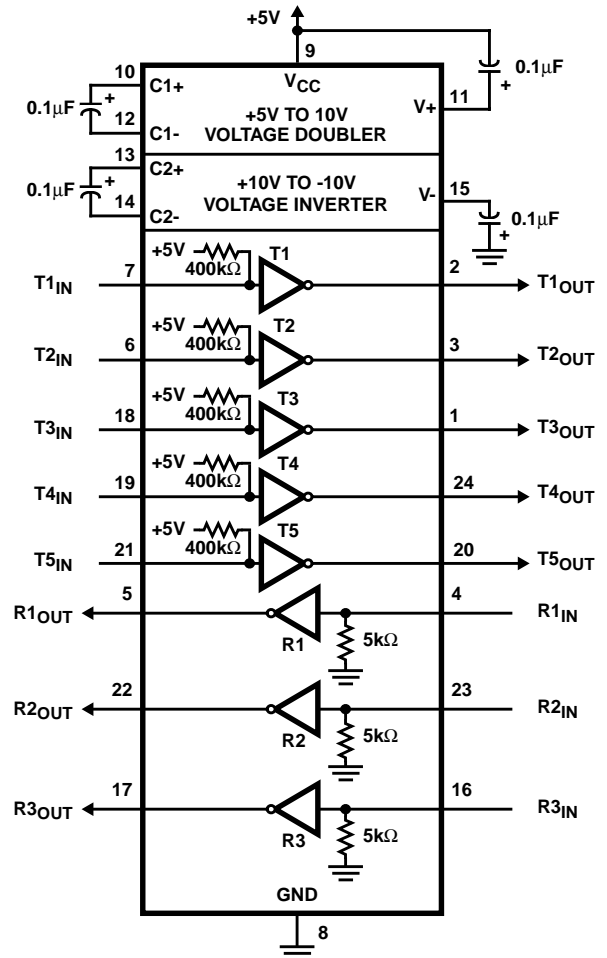 +5V
9
10
C1+
VCC
0.1μF
+
0.1μF
+
12
C1-
+5V TO 10V
VOLTAGE DOUBLER
V+
11
13
C2+
0.1μF
+
14
C2-
+10V TO -10V
VOLTAGE INVERTER
V-
15
0.1μF
+
+5V
400kΩ
T1
T1IN
7
2
T1OUT
+5V
400kΩ
T2
T2IN
6
3
T2OUT
+5V
400kΩ
T3
T3IN
18
1
T3OUT
+5V
400kΩ
T4
T4IN
19
24
T4OUT
+5V
400kΩ
T5
T5IN
21
20
T5OUT
R1OUT
5
4
R1IN
R1
5kΩ
R2OUT
22
23
R2IN
R2
5kΩ
R3OUT
17
16
R3IN
R3
5kΩ
GND
8